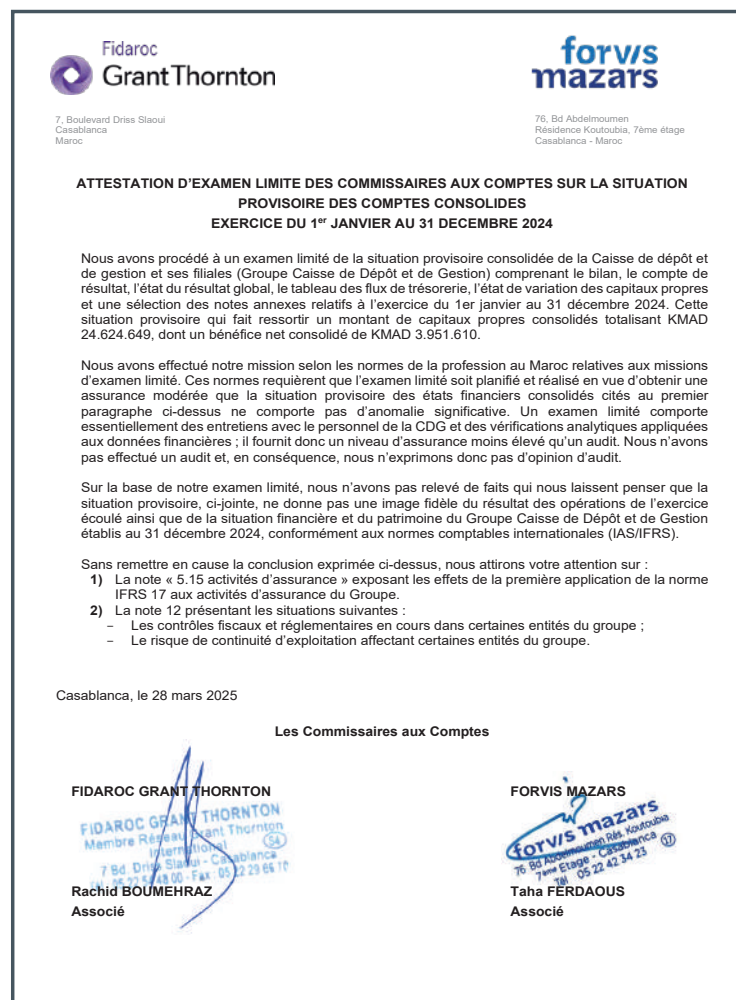 Fidaroc
Grant Thornton
forvis
mazars
7, Boulevard Driss Slaoui
Casablanca
Maroc
76, Bd Abdelmoumen
Résidence Koutoubia, 7ème étage
Casablanca - Maroc
ATTESTATION D'EXAMEN LIMITE DES COMMISSAIRES AUX COMPTES SUR LA SITUATION
PROVISOIRE DES COMPTES CONSOLIDES
EXERCICE DU 1er JANVIER AU 31 DECEMBRE 2024
Nous avons procédé à un examen limité de la situation provisoire consolidée de la Caisse de dépôt et
de gestion et ses filiales (Groupe Caisse de Dépôt et de Gestion) comprenant le bilan, le compte de
résultat, l'état du résultat global, le tableau des flux de trésorerie, l'état de variation des capitaux propres
et une sélection des notes annexes relatifs à l'exercice du 1er janvier au 31 décembre 2024. Cette
situation provisoire qui fait ressortir un montant de capitaux propres consolidés totalisant KMAD
24.624.649, dont un bénéfice net consolidé de KMAD 3.951.610.
Nous avons effectué notre mission selon les normes de la profession au Maroc relatives aux missions
d'examen limité. Ces normes requièrent que l'examen limité soit planifié et réalisé en vue d'obtenir une
assurance modérée que la situation provisoire des états financiers consolidés cités au premier
paragraphe ci-dessus ne comporte pas d'anomalie significative. Un examen limité comporte
essentiellement des entretiens avec le personnel de la CDG et des vérifications analytiques appliquées
aux données financières ; il fournit donc un niveau d'assurance moins élevé qu'un audit. Nous n'avons
pas effectué un audit et, en conséquence, nous n'exprimons donc pas d'opinion d'audit.
Sur la base de notre examen limité, nous n'avons pas relevé de faits qui nous laissent penser que la
situation provisoire, ci-jointe, ne donne pas une image fidèle du résultat des opérations de l'exercice
écoulé ainsi que de la situation financière et du patrimoine du Groupe Caisse de Dépôt et de Gestion
établis au 31 décembre 2024, conformément aux normes comptables internationales (IAS/IFRS).
Sans remettre en cause la conclusion exprimée ci-dessus, nous attirons votre attention sur :
1) La note « 5.15 activités d'assurance » exposant les effets de la première application de la norme
IFRS 17 aux activités d'assurance du Groupe.
2) La note 12 présentant les situations suivantes :
− Les contrôles fiscaux et réglementaires en cours dans certaines entités du groupe ;
− Le risque de continuité d'exploitation affectant certaines entités du groupe.
Casablanca, le 28 mars 2025
Les Commissaires aux Comptes
FIDAROC GRANT THORNTON
FIDAROC GRANT THORNTON
Membre Réseau Grant Thornton
International
7 Bd. Driss Slaoui - Casablanca
Rachid BOUMEHRAZ
Associé
FORVIS MAZARS
forvis mazars
76 Bd Abdelmoumen Rés. Koutoubia
7ème Etage - Casablanca
Tél 05 22 42 34 23
Taha FERDAOUS
Associé